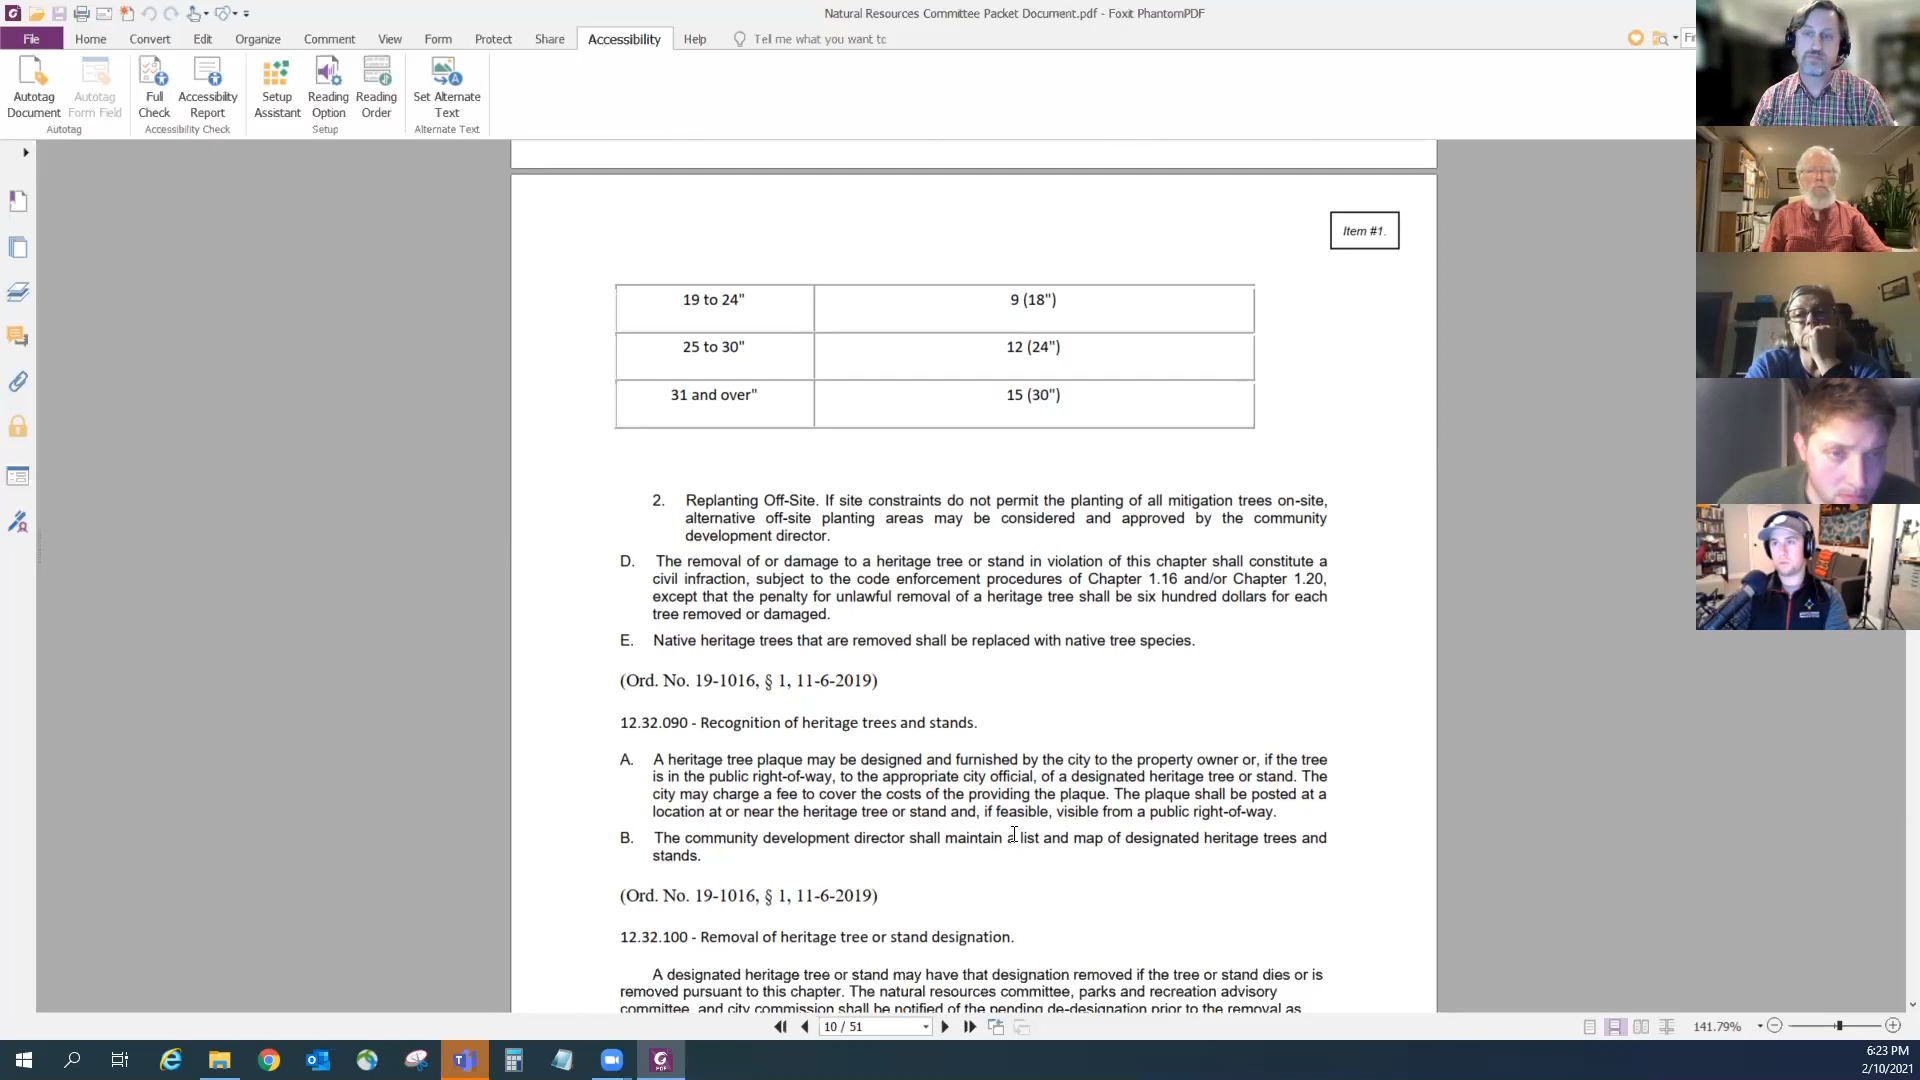 Natural Resources Committee Packet Document.pdf - Foxit PhantomPDF
File Home Convert Edit Organize Comment View Form Protect Share Accessibility Help Tell me what you want to
Autotag Document
Autotag Form Field
Full Check
Accessibility Report
Setup Assistant
Reading Option
Reading Order
Set Alternate Text
Autotag Accessibility Check Setup Alternate Text
Item #1.
19 to 24" 9 (18")
25 to 30" 12 (24")
31 and over" 15 (30")
2. Replanting Off-Site. If site constraints do not permit the planting of all mitigation trees on-site,
alternative off-site planting areas may be considered and approved by the community
development director.
D. The removal of or damage to a heritage tree or stand in violation of this chapter shall constitute a
civil infraction, subject to the code enforcement procedures of Chapter 1.16 and/or Chapter 1.20,
except that the penalty for unlawful removal of a heritage tree shall be six hundred dollars for each
tree removed or damaged.
E. Native heritage trees that are removed shall be replaced with native tree species.
(Ord. No. 19-1016, § 1, 11-6-2019)
12.32.090 - Recognition of heritage trees and stands.
A. A heritage tree plaque may be designed and furnished by the city to the property owner or, if the tree
is in the public right-of-way, to the appropriate city official, of a designated heritage tree or stand. The
city may charge a fee to cover the costs of the providing the plaque. The plaque shall be posted at a
location at or near the heritage tree or stand and, if feasible, visible from a public right-of-way.
B. The community development director shall maintain a list and map of designated heritage trees and
stands.
(Ord. No. 19-1016, § 1, 11-6-2019)
12.32.100 - Removal of heritage tree or stand designation.
A designated heritage tree or stand may have that designation removed if the tree or stand dies or is
removed pursuant to this chapter. The natural resources committee, parks and recreation advisory
committee, and city commission shall be notified of the pending de-designation prior to the removal as
10 / 51
141.79%
6:23 PM
2/10/2021